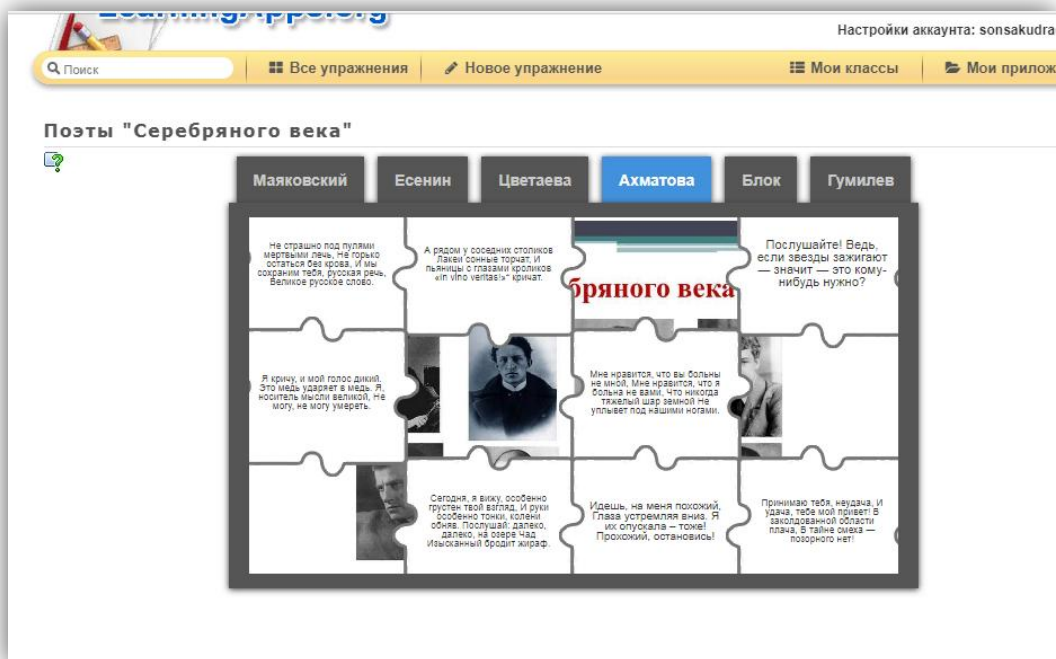 LearningApps.org
Настройки аккаунта: sonsakudra
Поиск
Все упражнения
Новое упражнение
Мои классы
Мои прилож
Поэты "Серебряного века"
Маяковский
Есенин
Цветаева
Ахматова
Блок
Гумилев
Не страшно под пулями
мертвыми лечь, Не горько
остаться без крова, И мы
сохраним тебя, русская речь,
Великое русское слово.
А рядом у соседних столиков
Лакеи сонные торчат, И
пьяницы с глазами кроликов
«In vino veritas!»" кричат.
бряного века
Послушайте! Ведь,
если звезды зажигают
— значит — это кому-
нибудь нужно?
Я кричу, и мой голос дикий,
Это медь ударяет в медь. Я,
носитель мысли великой, Не
могу, не могу умереть.
Мне нравится, что вы больны
не мной, Мне нравится, что я
больна не вами, Что никогда
тяжелый шар земной Не
уплывет под нашими ногами.
Сегодня, я вижу, особенно
грустен твой взгляд, И руки
особенно тонки, колени
обняв. Послушай: далеко,
далеко, на озере Чад
Изысканный бродит жираф.
Идешь, на меня похожий,
Глаза устремляя вниз. Я
их опускала – тоже!
Прохожий, остановись!
Принимаю тебя, неудача, И
удача, тебе мой привет! В
заколдованной области
плача, В тайне смеха —
позорного нет!